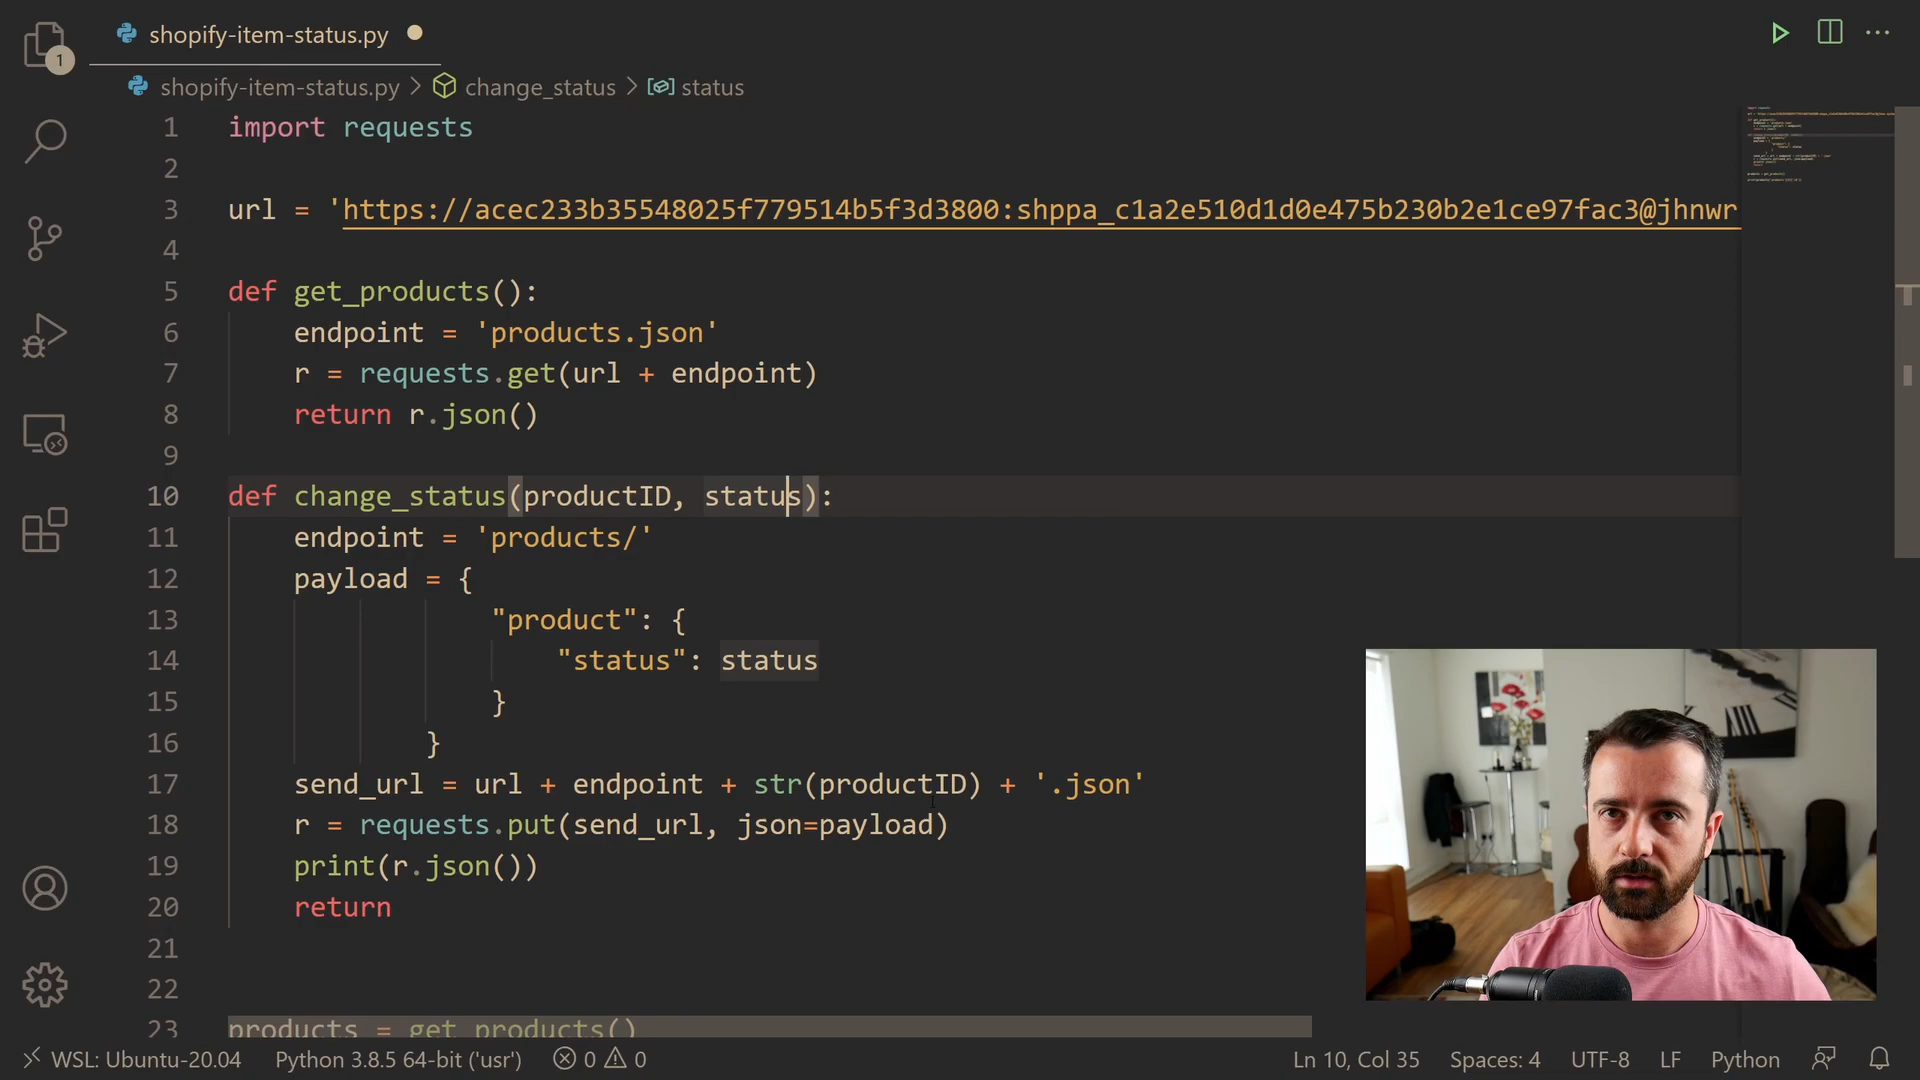 shopify-item-status.py
1
shopify-item-status.py > change_status > status
1 import requests
2
3 url = 'https://acec233b35548025f779514b5f3d3800: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@jhnwr
4
5 def get_products():
6 endpoint = 'products.json'
7 r = requests.get(url + endpoint)
8 return r.json()
9
10 def change_status(productID, status):
11 endpoint = 'products/'
12 payload = {
13 "product": {
14 "status": status
15 }
16 }
17 send_url = url + endpoint + str(productID) + '.json'
18 r = requests.put(send_url, json=payload)
19 print(r.json())
20 return
21
22
23 products = get_products()
WSL: Ubuntu-20.04 Python 3.8.5 64-bit ('usr') 0 0 Ln 10, Col 35 Spaces: 4 UTF-8 LF Python